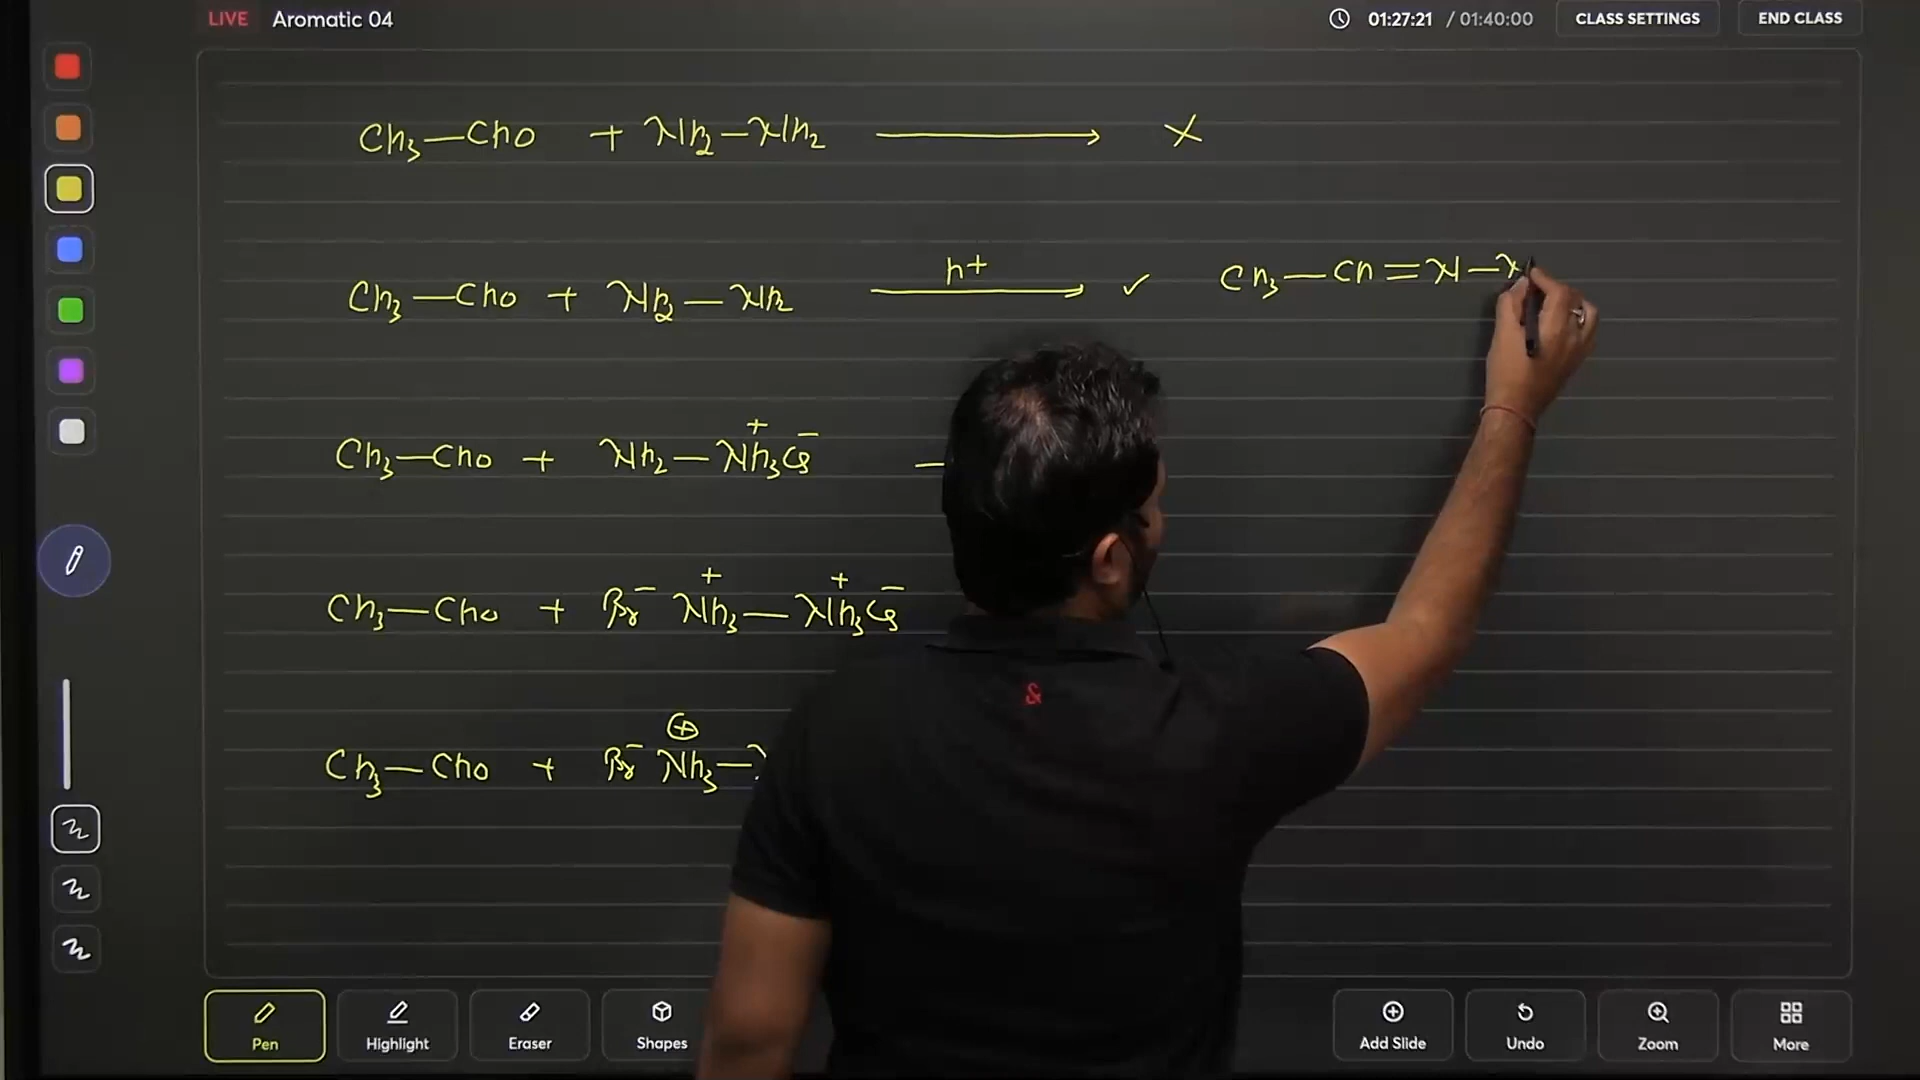 LIVE Aromatic 04 01:27:21 / 01:40:00 CLASS SETTINGS END CLASS
CH3—CHO + NH2—NH2 ⟶ X
CH3—CHO + NH2—NH2 H+ ⟶ ✓ CH3—CH=N—N
CH3—CHO + NH2—N⁺H3Cl⁻ —
CH3—CHO + Br⁻ N⁺H3—N⁺H3Cl⁻
CH3—CHO + Br⁻ N⊕H3—
&
Pen Highlight Eraser Shapes Add Slide Undo Zoom More